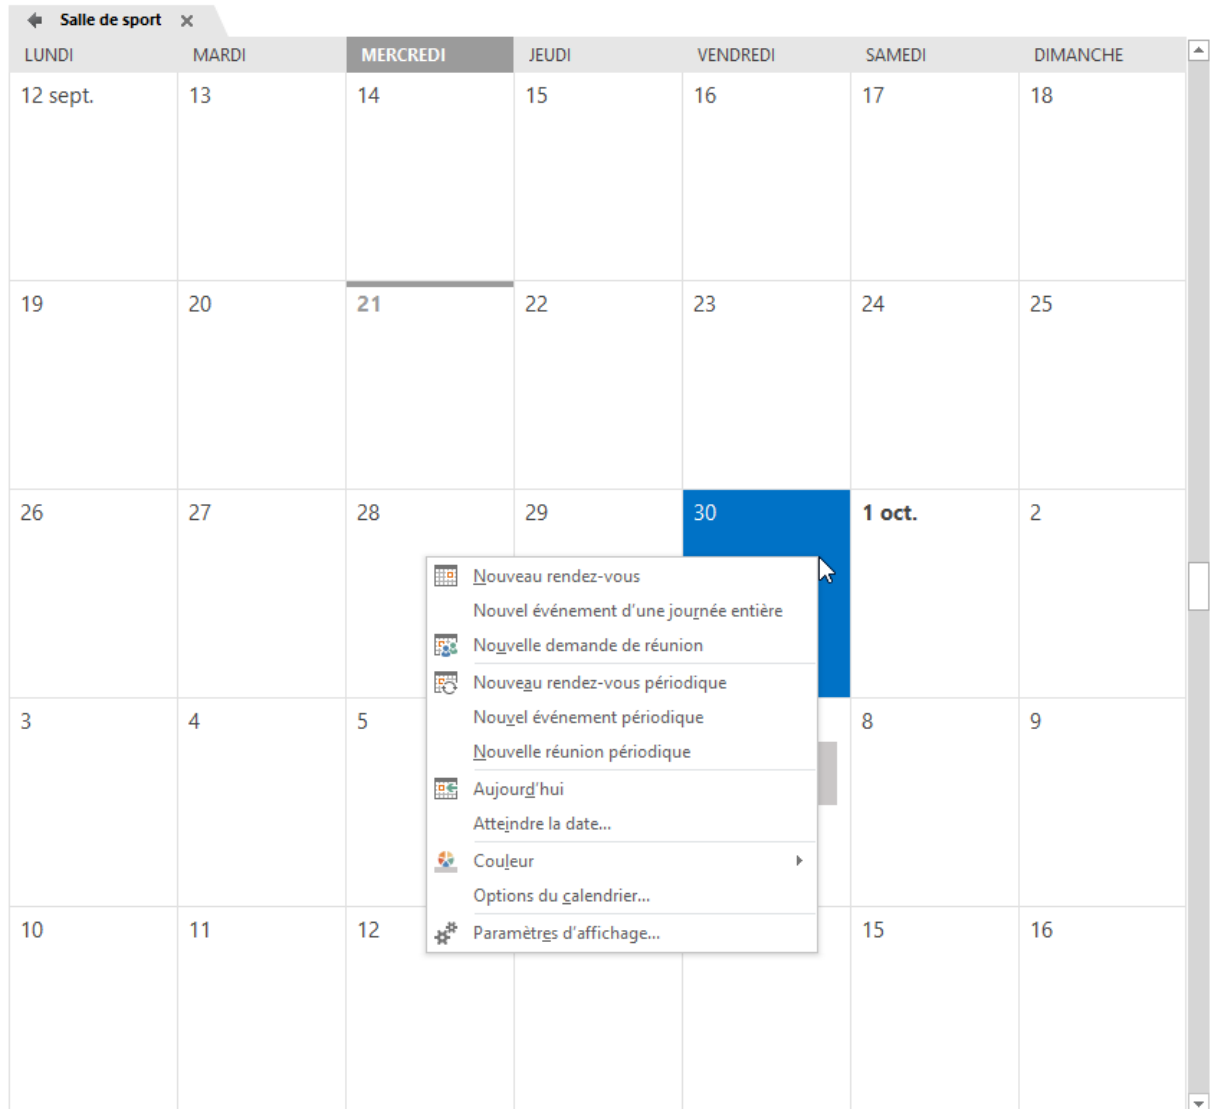 Salle de sport
LUNDI MARDI MERCREDI JEUDI VENDREDI SAMEDI DIMANCHE
12 sept. 13 14 15 16 17 18
19 20 21 22 23 24 25
26 27 28 29 30 1 oct. 2
Nouveau rendez-vous
Nouvel événement d'une journée entière
Nouvelle demande de réunion
Nouveau rendez-vous périodique
Nouvel événement périodique
Nouvelle réunion périodique
Aujourd'hui
Atteindre la date...
Couleur
Options du calendrier...
Paramètres d'affichage...
3 4 5 8 9
10 11 12 15 16